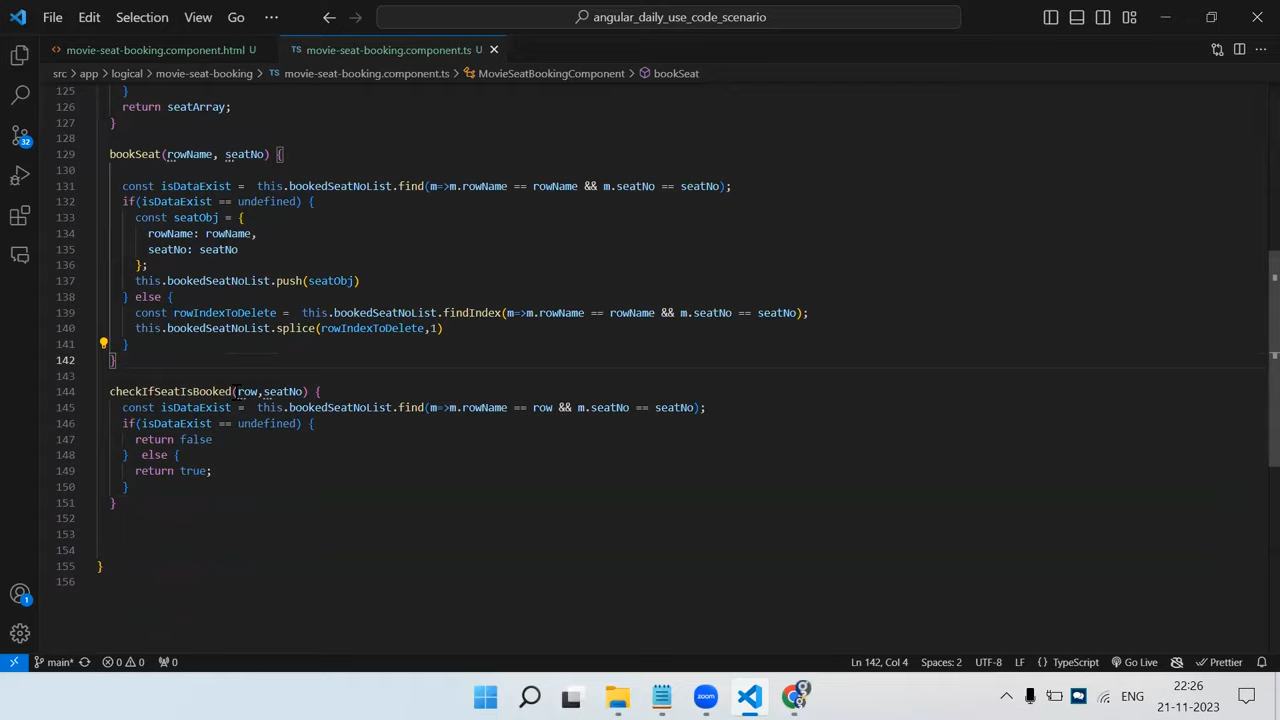 File Edit Selection View Go ··· angular_daily_use_code_scenario
movie-seat-booking.component.html U movie-seat-booking.component.ts U
src > app > logical > movie-seat-booking > TS movie-seat-booking.component.ts > MovieSeatBookingComponent > bookSeat
125 }
126 return seatArray;
127 }
128
129 bookSeat(rowName, seatNo) {
130
131 const isDataExist = this.bookedSeatNoList.find(m=>m.rowName == rowName && m.seatNo == seatNo);
132 if(isDataExist == undefined) {
133 const seatObj = {
134 rowName: rowName,
135 seatNo: seatNo
136 };
137 this.bookedSeatNoList.push(seatObj)
138 } else {
139 const rowIndexToDelete = this.bookedSeatNoList.findIndex(m=>m.rowName == rowName && m.seatNo == seatNo);
140 this.bookedSeatNoList.splice(rowIndexToDelete,1)
141 }
142 }
143
144 checkIfSeatIsBooked(row,seatNo) {
145 const isDataExist = this.bookedSeatNoList.find(m=>m.rowName == row && m.seatNo == seatNo);
146 if(isDataExist == undefined) {
147 return false
148 } else {
149 return true;
150 }
151 }
152
153
154
155 }
156
32
1
main* 0 0 0 Ln 142, Col 4 Spaces: 2 UTF-8 LF {} TypeScript Go Live Prettier
ENG 22:26
21-11-2023